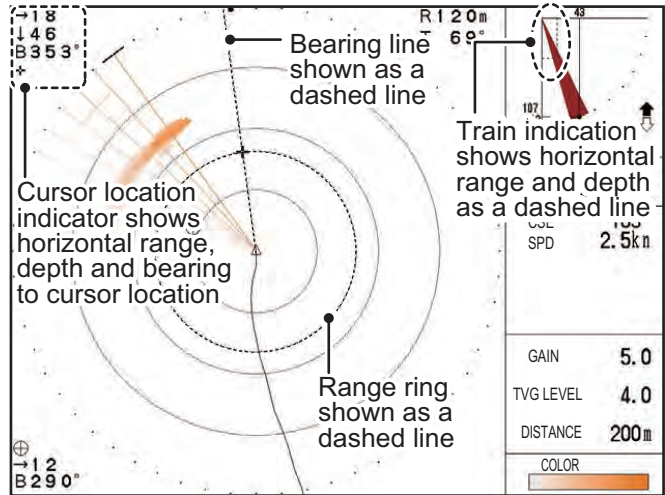 →18
↓46
B353°
R120m
T 69°
Bearing line
shown as a
dashed line
43
107
Train indication
shows horizontal
range and depth
as a dashed line
Cursor location
indicator shows
horizontal range,
depth and bearing
to cursor location
SPD 2.5kn
Range ring
shown as a
dashed line
GAIN 5.0
TVG LEVEL 4.0
DISTANCE 200m
COLOR
→12
B290°